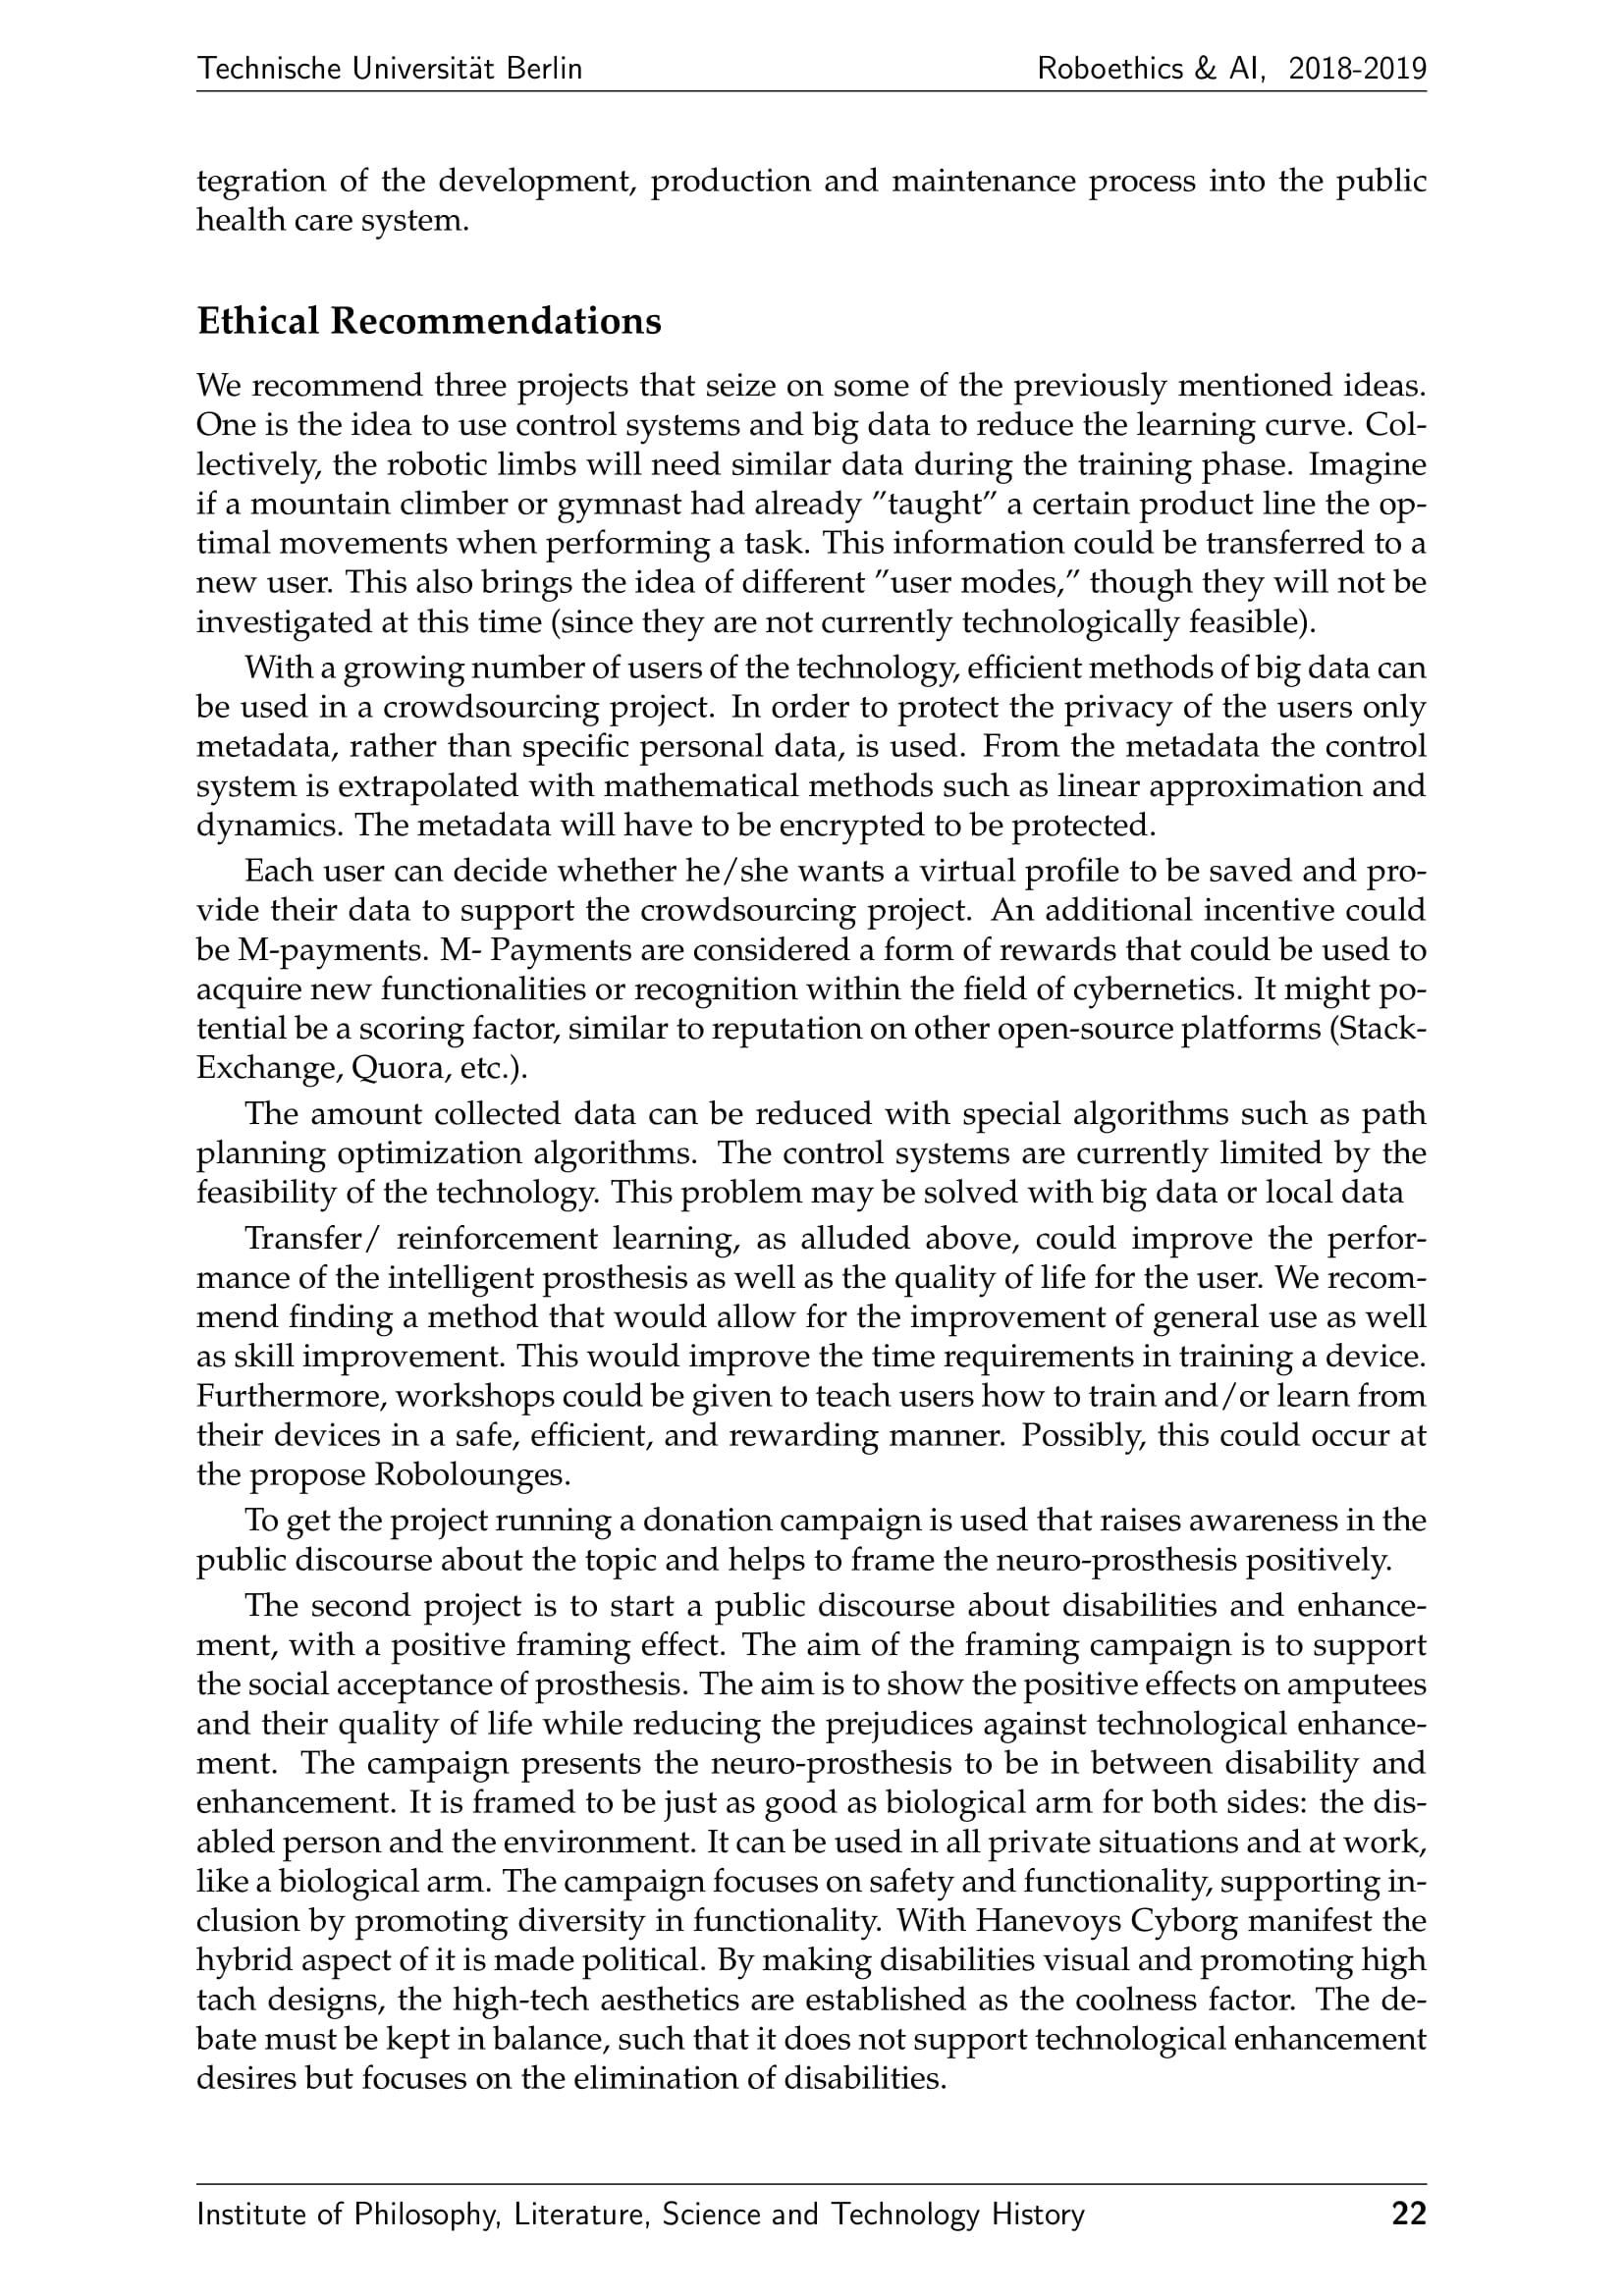 Technische Universität Berlin
Roboethics & AI, 2018-2019
tegration of the development, production and maintenance process into the public
health care system.
Ethical Recommendations
We recommend three projects that seize on some of the previously mentioned ideas.
One is the idea to use control systems and big data to reduce the learning curve. Col-
lectively, the robotic limbs will need similar data during the training phase. Imagine
if a mountain climber or gymnast had already ”taught” a certain product line the op-
timal movements when performing a task. This information could be transferred to a
new user. This also brings the idea of different ”user modes,” though they will not be
investigated at this time (since they are not currently technologically feasible).
With a growing number of users of the technology, efficient methods of big data can
be used in a crowdsourcing project. In order to protect the privacy of the users only
metadata, rather than specific personal data, is used. From the metadata the control
system is extrapolated with mathematical methods such as linear approximation and
dynamics. The metadata will have to be encrypted to be protected.
Each user can decide whether he/she wants a virtual profile to be saved and pro-
vide their data to support the crowdsourcing project. An additional incentive could
be M-payments. M- Payments are considered a form of rewards that could be used to
acquire new functionalities or recognition within the field of cybernetics. It might po-
tential be a scoring factor, similar to reputation on other open-source platforms (Stack-
Exchange, Quora, etc.).
The amount collected data can be reduced with special algorithms such as path
planning optimization algorithms. The control systems are currently limited by the
feasibility of the technology. This problem may be solved with big data or local data
Transfer/ reinforcement learning, as alluded above, could improve the perfor-
mance of the intelligent prosthesis as well as the quality of life for the user. We recom-
mend finding a method that would allow for the improvement of general use as well
as skill improvement. This would improve the time requirements in training a device.
Furthermore, workshops could be given to teach users how to train and/or learn from
their devices in a safe, efficient, and rewarding manner. Possibly, this could occur at
the propose Robolounges.
To get the project running a donation campaign is used that raises awareness in the
public discourse about the topic and helps to frame the neuro-prosthesis positively.
The second project is to start a public discourse about disabilities and enhance-
ment, with a positive framing effect. The aim of the framing campaign is to support
the social acceptance of prosthesis. The aim is to show the positive effects on amputees
and their quality of life while reducing the prejudices against technological enhance-
ment. The campaign presents the neuro-prosthesis to be in between disability and
enhancement. It is framed to be just as good as biological arm for both sides: the dis-
abled person and the environment. It can be used in all private situations and at work,
like a biological arm. The campaign focuses on safety and functionality, supporting in-
clusion by promoting diversity in functionality. With Hanevoys Cyborg manifest the
hybrid aspect of it is made political. By making disabilities visual and promoting high
tach designs, the high-tech aesthetics are established as the coolness factor. The de-
bate must be kept in balance, such that it does not support technological enhancement
desires but focuses on the elimination of disabilities.
Institute of Philosophy, Literature, Science and Technology History
22